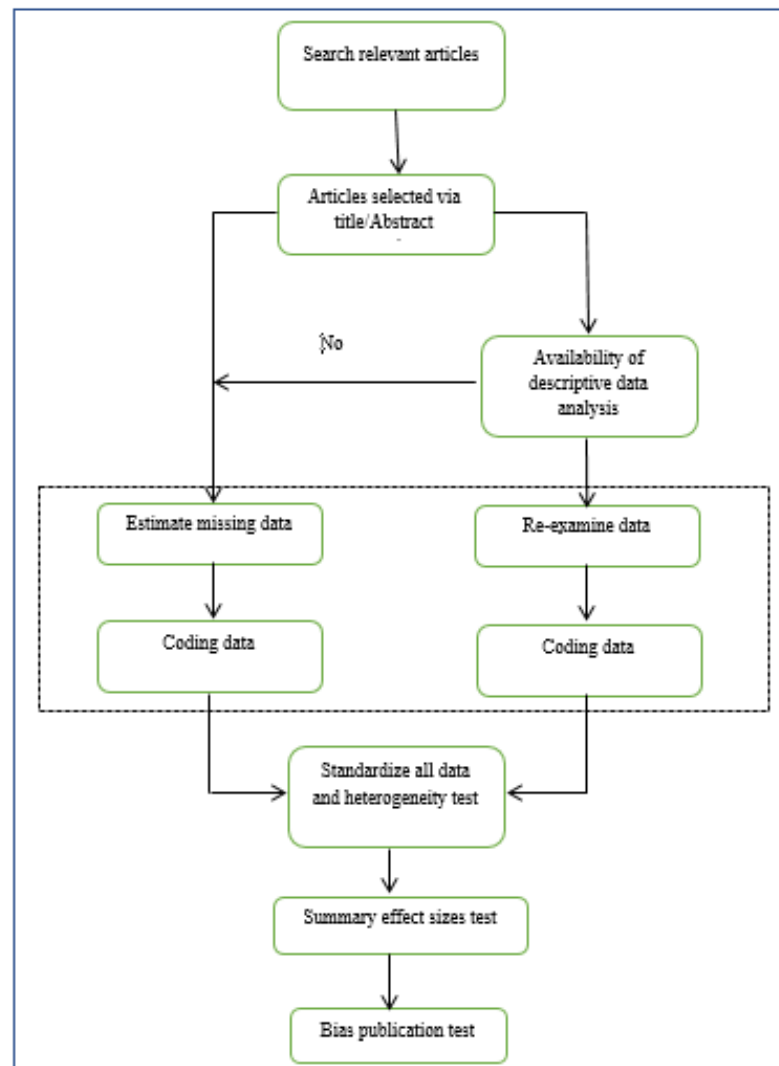 Search relevant articles
Articles selected via
title/Abstract
No
Availability of
descriptive data
analysis
Estimate missing data
Re-examine data
Coding data
Coding data
Standardize all data
and heterogeneity test
Summary effect sizes test
Bias publication test